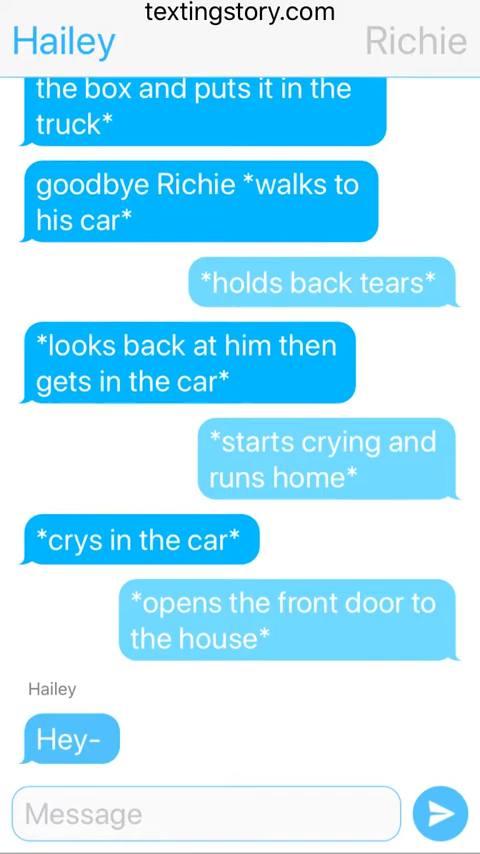 textingstory.com
Hailey
Richie
the box and puts it in the
truck*
goodbye Richie *walks to
his car*
*holds back tears*
*looks back at him then
gets in the car*
*starts crying and
runs home*
*crys in the car*
*opens the front door to
the house*
Hailey
Hey-
Message